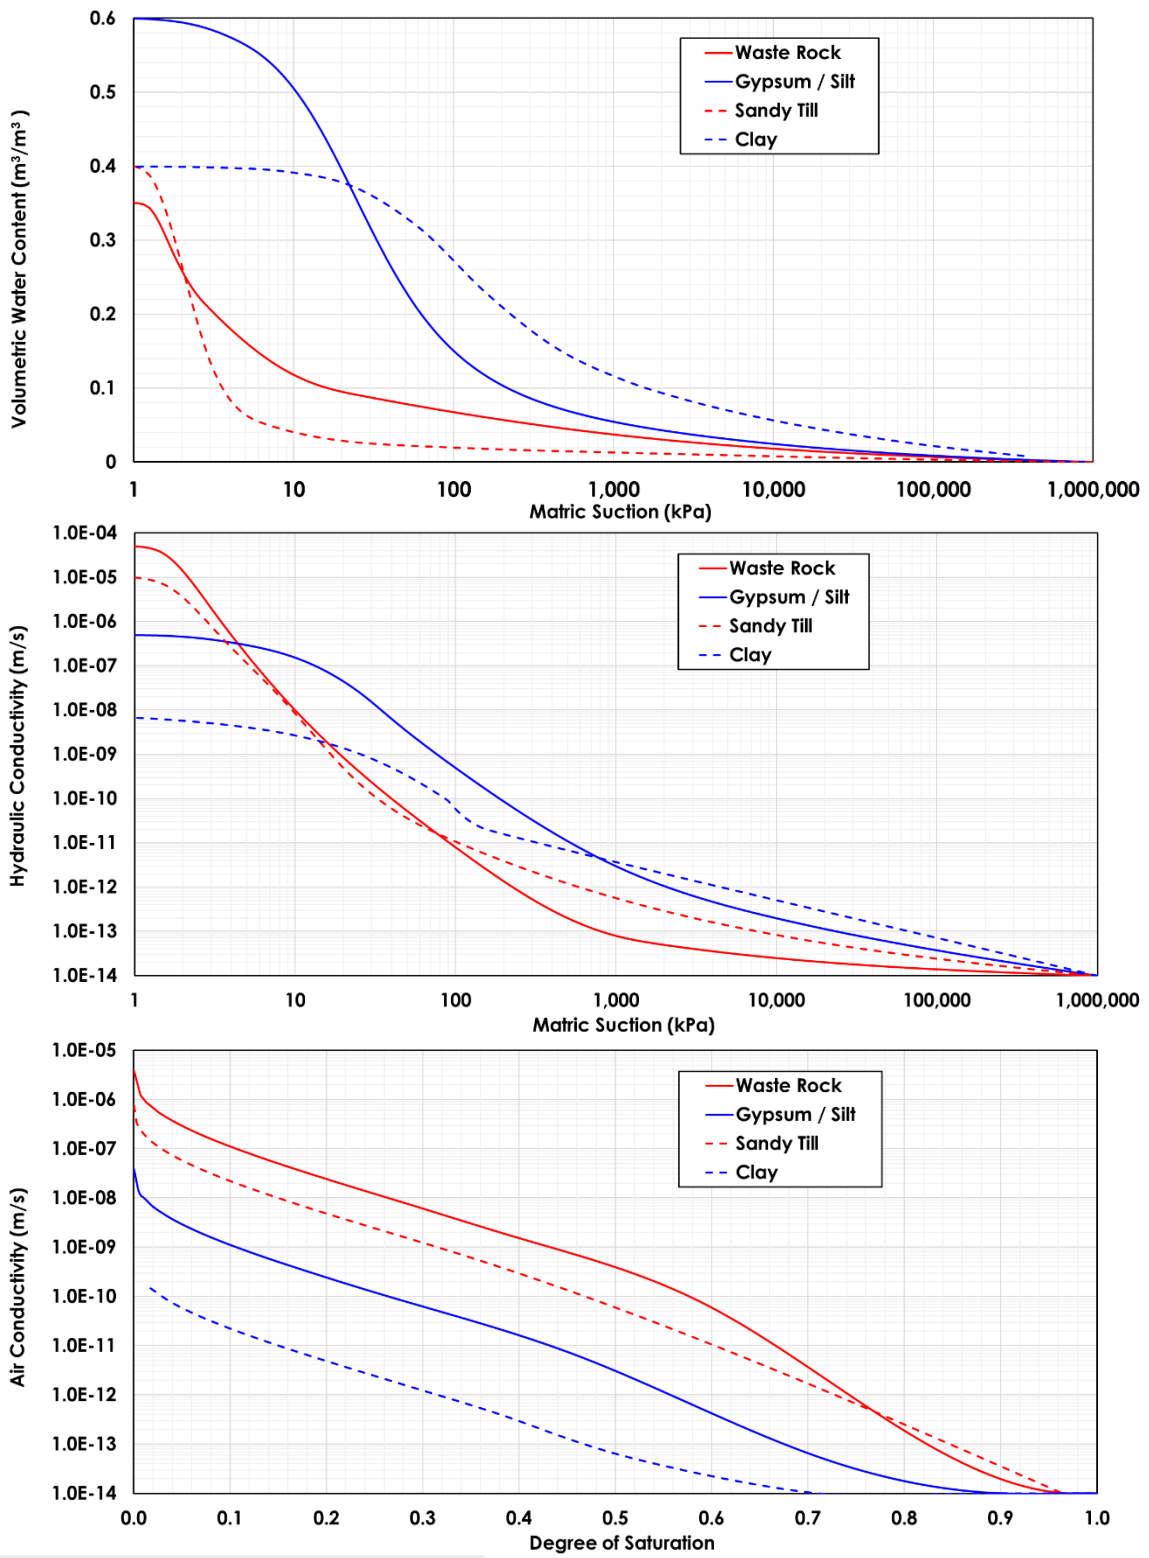 Volumetric Water Content (m³/m³ )
0.6
0.5
0.4
0.3
0.2
0.1
0
Waste Rock
Gypsum / Silt
Sandy Till
Clay
1 10 100 1,000 10,000 100,000 1,000,000
Matric Suction (kPa)
Hydraulic Conductivity (m/s)
1.0E-04
1.0E-05
1.0E-06
1.0E-07
1.0E-08
1.0E-09
1.0E-10
1.0E-11
1.0E-12
1.0E-13
1.0E-14
Waste Rock
Gypsum / Silt
Sandy Till
Clay
1 10 100 1,000 10,000 100,000 1,000,000
Matric Suction (kPa)
Air Conductivity (m/s)
1.0E-05
1.0E-06
1.0E-07
1.0E-08
1.0E-09
1.0E-10
1.0E-11
1.0E-12
1.0E-13
1.0E-14
Waste Rock
Gypsum / Silt
Sandy Till
Clay
0.0 0.1 0.2 0.3 0.4 0.5 0.6 0.7 0.8 0.9 1.0
Degree of Saturation